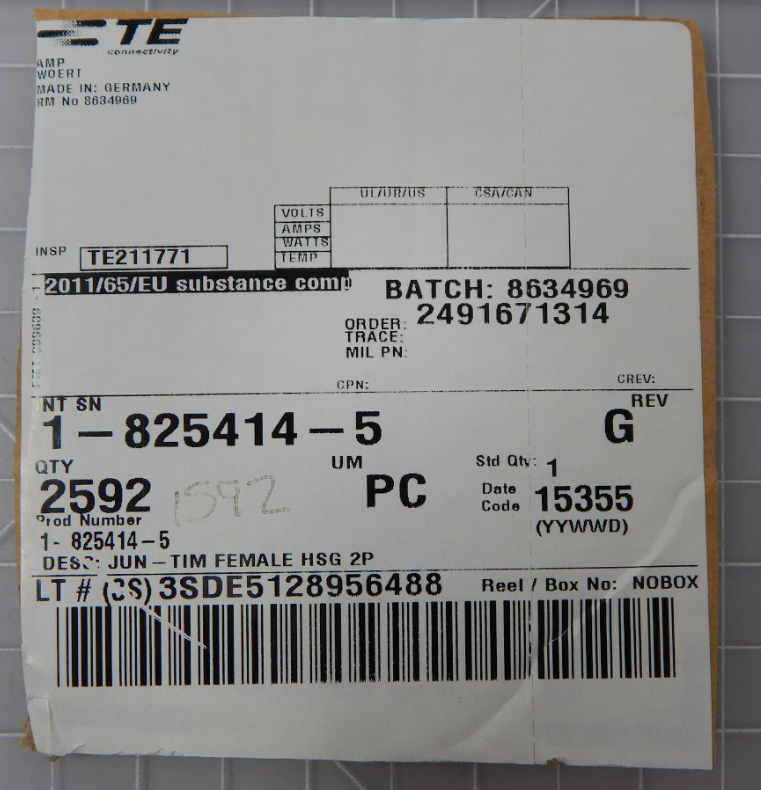 TE
connectivity
AMP
WOERT
MADE IN: GERMANY
RM No 8634969
UL/UR/US CSA/CAN
VOLTS
AMPS
WATTS
TEMP
INSP TE211771
2011/65/EU substance comp
BATCH: 8634969
ORDER: 2491671314
TRACE:
MIL PN:
CPN: CREV:
INT SN REV
1-825414-5 G
QTY UM Std Qty: 1
2592 1592 PC Date Code 15355
(YYWWD)
Prod Number
1- 825414-5
DESC: JUN-TIM FEMALE HSG 2P
LT # (3S) 3SDE5128956488 Reel / Box No: NOBOX